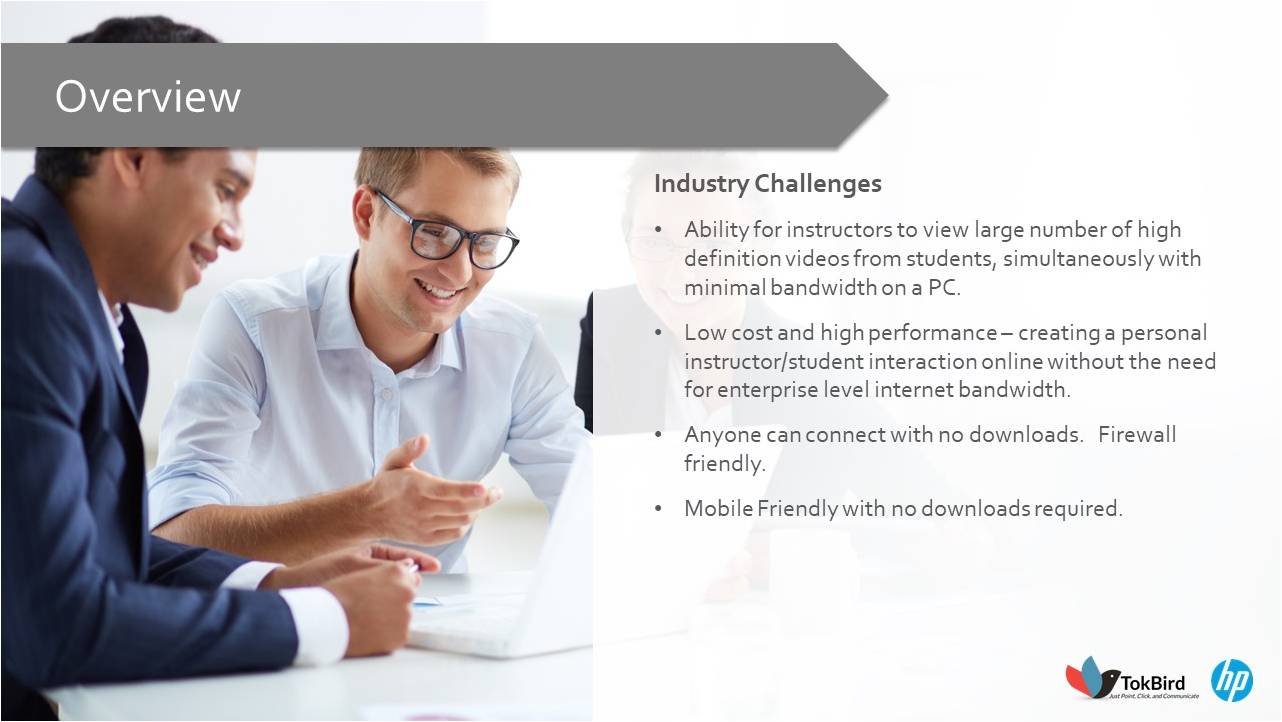 Overview
Industry Challenges
• Ability for instructors to view large number of high
definition videos from students, simultaneously with
minimal bandwidth on a PC.
• Low cost and high performance – creating a personal
instructor/student interaction online without the need
for enterprise level internet bandwidth.
• Anyone can connect with no downloads. Firewall
friendly.
• Mobile Friendly with no downloads required.
TokBird
Just Point, Click, and Communicate
hp